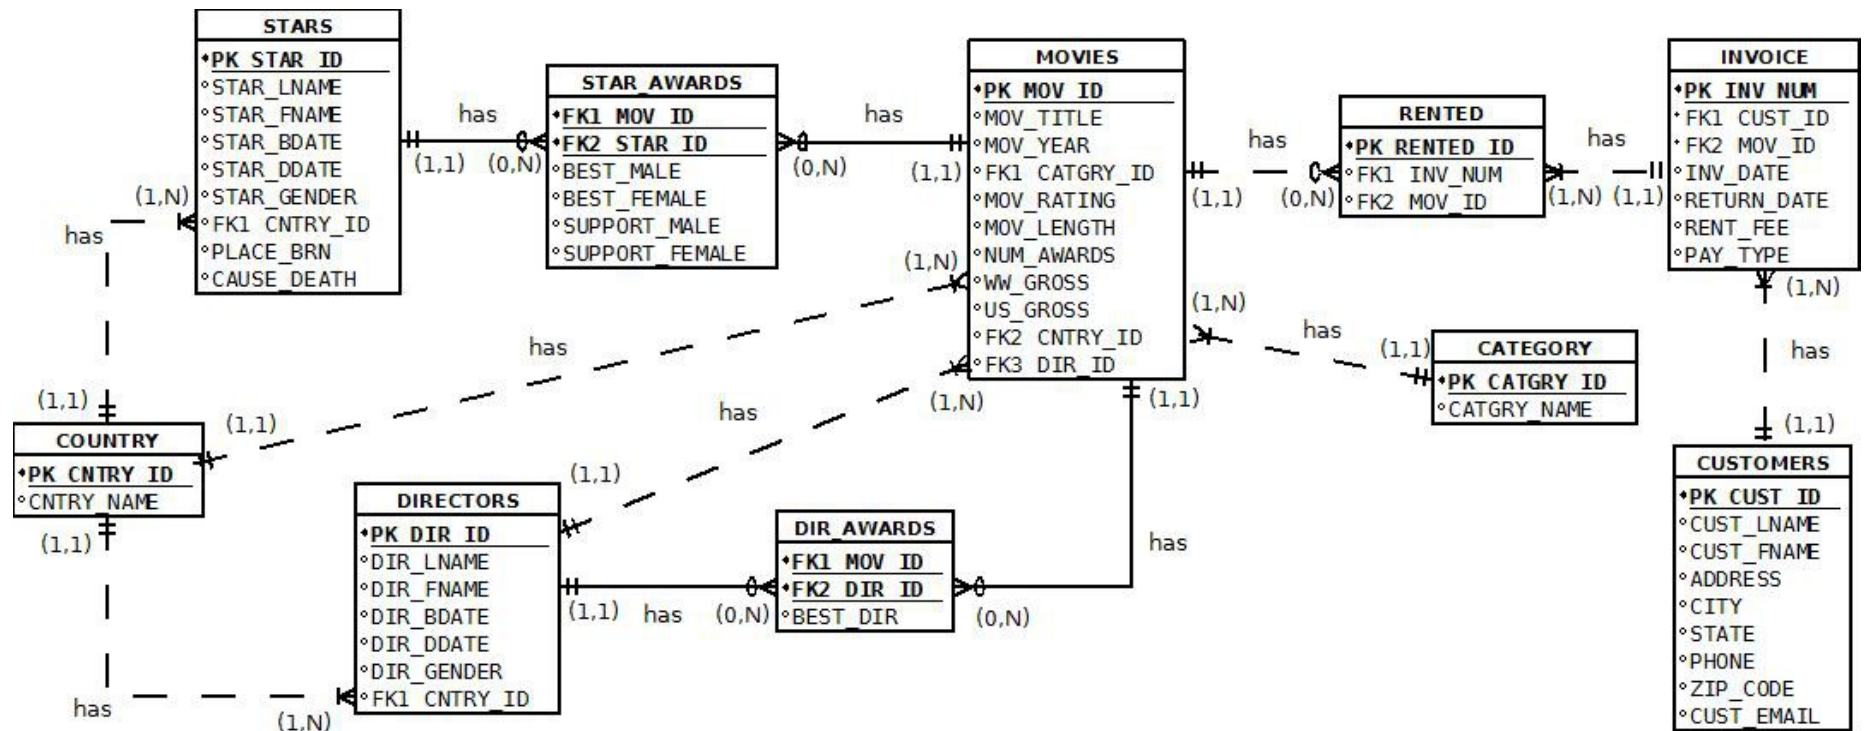 STARS
PK STAR_ID
STAR_LNAME
STAR_FNAME
STAR_BDATE
STAR_DDATE
STAR_GENDER
FK1 CNTRY_ID
PLACE_BRN
CAUSE_DEATH
has
(1,1)
(0,N)
STAR_AWARDS
FK1 MOV_ID
FK2 STAR_ID
BEST_MALE
BEST_FEMALE
SUPPORT_MALE
SUPPORT_FEMALE
has
(0,N)
(1,1)
MOVIES
PK MOV_ID
MOV_TITLE
MOV_YEAR
FK1 CATGRY_ID
MOV_RATING
MOV_LENGTH
NUM_AWARDS
WW_GROSS
US_GROSS
FK2 CNTRY_ID
FK3 DIR_ID
has
(1,1)
(0,N)
RENTED
PK RENTED_ID
FK1 INV_NUM
FK2 MOV_ID
has
(1,N)
(1,1)
INVOICE
PK INV_NUM
FK1 CUST_ID
FK2 MOV_ID
INV_DATE
RETURN_DATE
RENT_FEE
PAY_TYPE
(1,N)
has
(1,1)
(1,N)
has
(1,1)
(1,N)
has
(1,1)
CATEGORY
PK CATGRY_ID
CATGRY_NAME
(1,N)
has
(1,1)
COUNTRY
PK CNTRY_ID
CNTRY_NAME
(1,1)
has
(1,N)
(1,N)
has
(1,1)
DIRECTORS
PK DIR_ID
DIR_LNAME
DIR_FNAME
DIR_BDATE
DIR_DDATE
DIR_GENDER
FK1 CNTRY_ID
(1,1)
has
(0,N)
DIR_AWARDS
FK1 MOV_ID
FK2 DIR_ID
BEST_DIR
(0,N)
has
(1,1)
CUSTOMERS
PK CUST_ID
CUST_LNAME
CUST_FNAME
ADDRESS
CITY
STATE
PHONE
ZIP_CODE
CUST_EMAIL